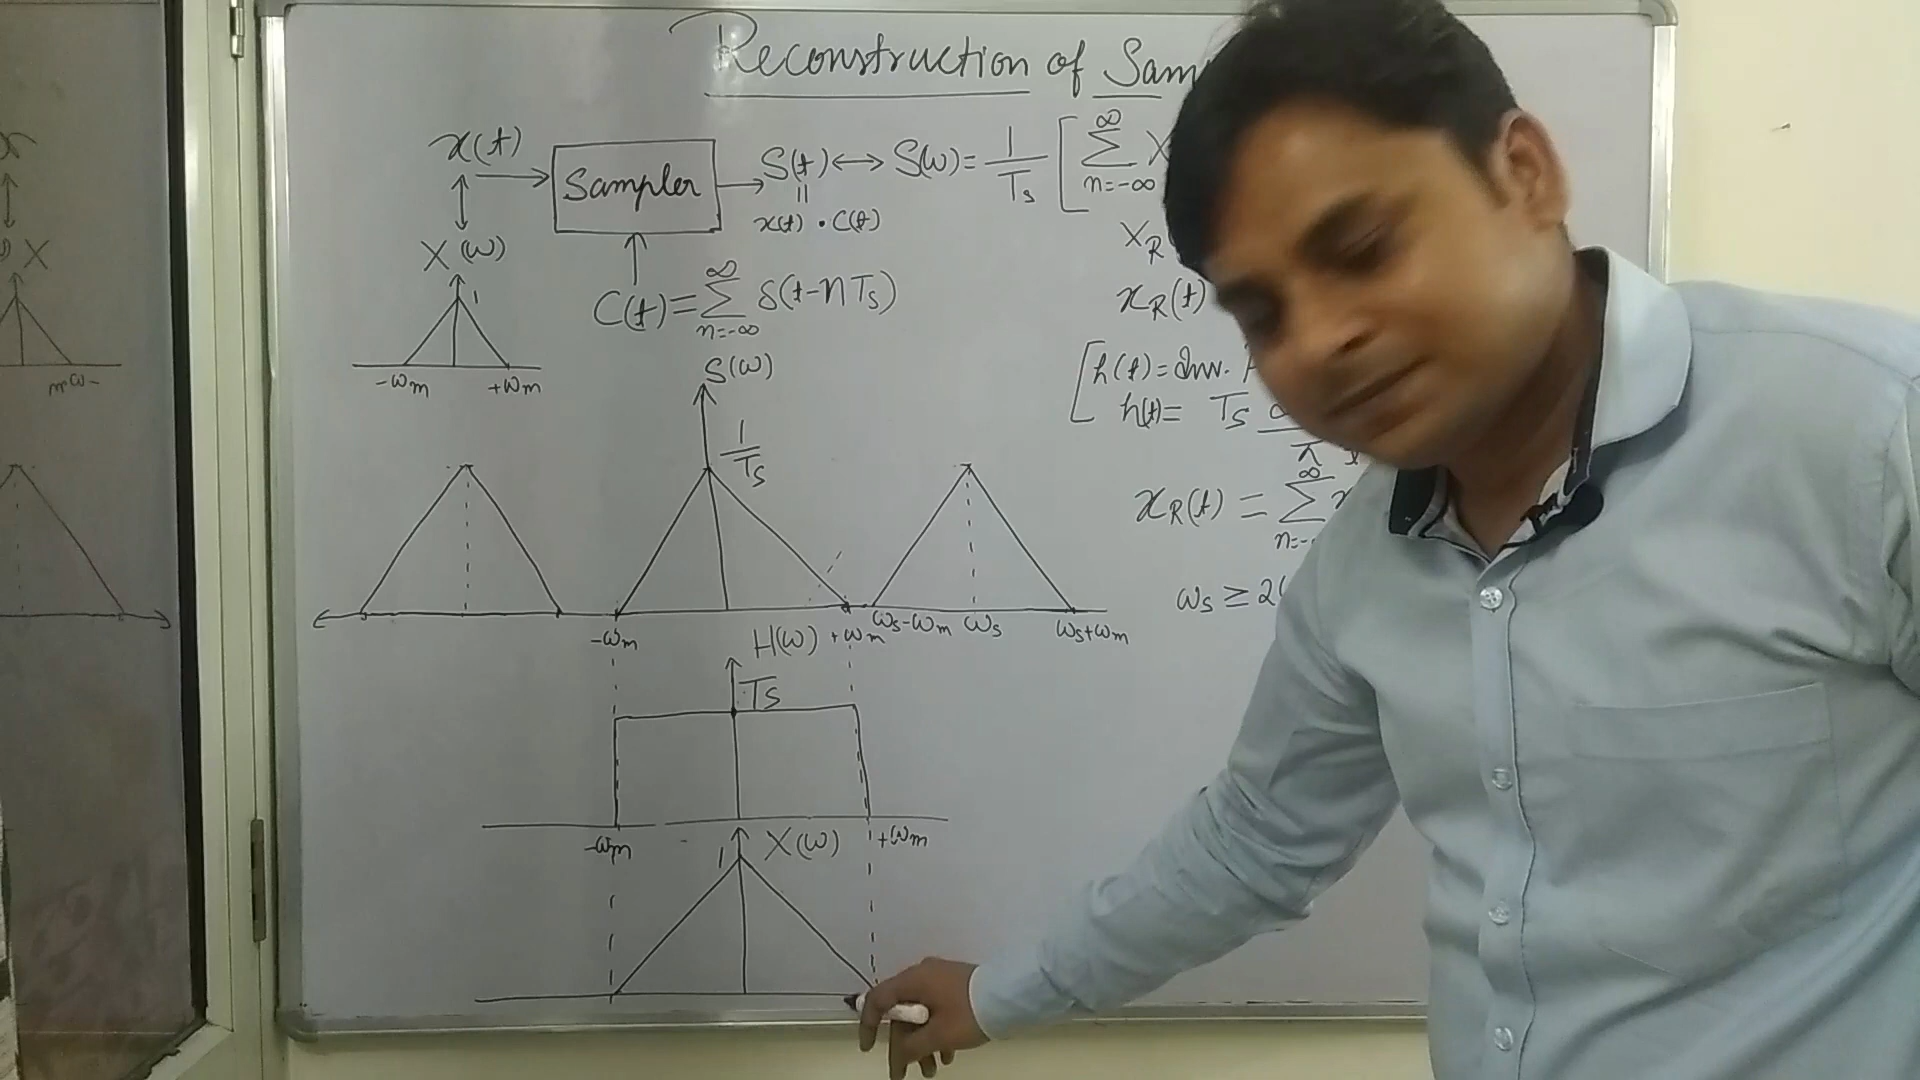 Reconstruction of Sam
x(t) → Sampler → S(t) ↔ S(ω) = 1/Ts [ ∞ Σ n=-∞ X
॥
x(t) • C(t)
X(ω)
1
-ωm +ωm
C(t) = ∞ Σ n=-∞ δ(t-nTs)
XR
xR(t)
[ h(t) = Inv.
h(t) = Ts
π
xR(t) = ∞ Σ n=-
ωs ≥ 2
S(ω)
1/Ts
-ωm +ωm ωs-ωm ωs ωs+ωm
H(ω)
Ts
-ωm +ωm
X(ω)
1